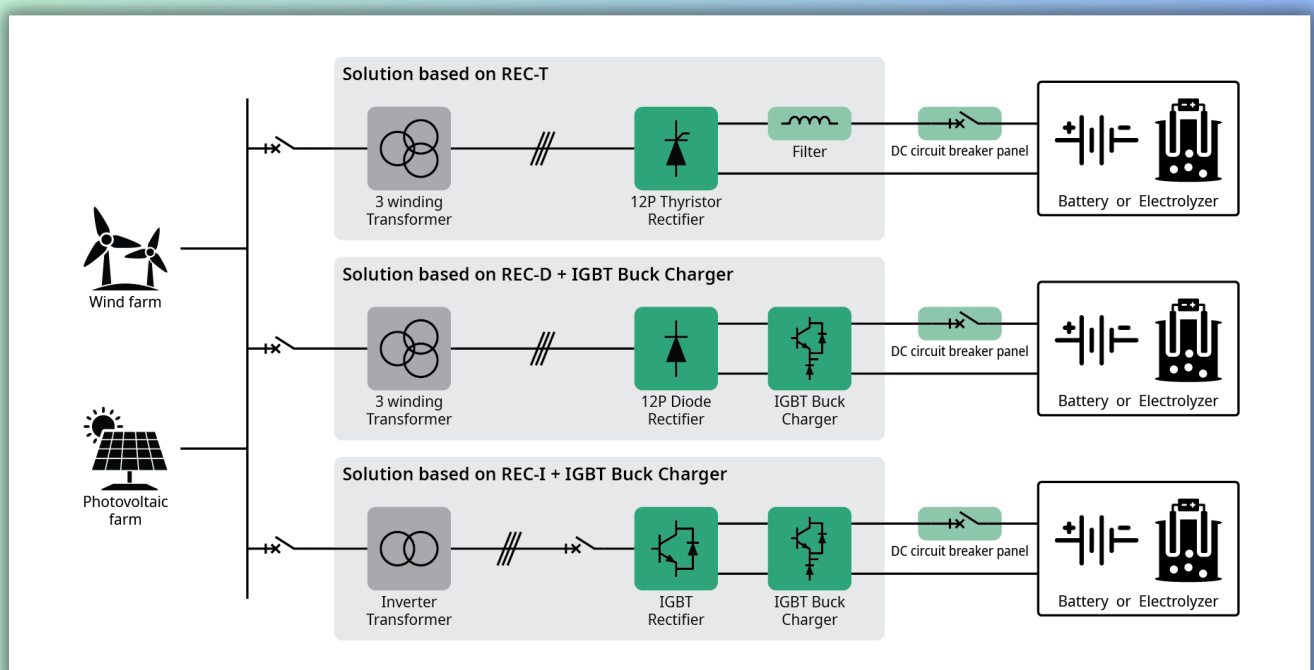 Solution based on REC-T
3 winding
Transformer
12P Thyristor
Rectifier
Filter
DC circuit breaker panel
Battery or Electrolyzer
Wind farm
Solution based on REC-D + IGBT Buck Charger
3 winding
Transformer
12P Diode
Rectifier
IGBT Buck
Charger
DC circuit breaker panel
Battery or Electrolyzer
Photovoltaic
farm
Solution based on REC-I + IGBT Buck Charger
Inverter
Transformer
IGBT
Rectifier
IGBT Buck
Charger
DC circuit breaker panel
Battery or Electrolyzer